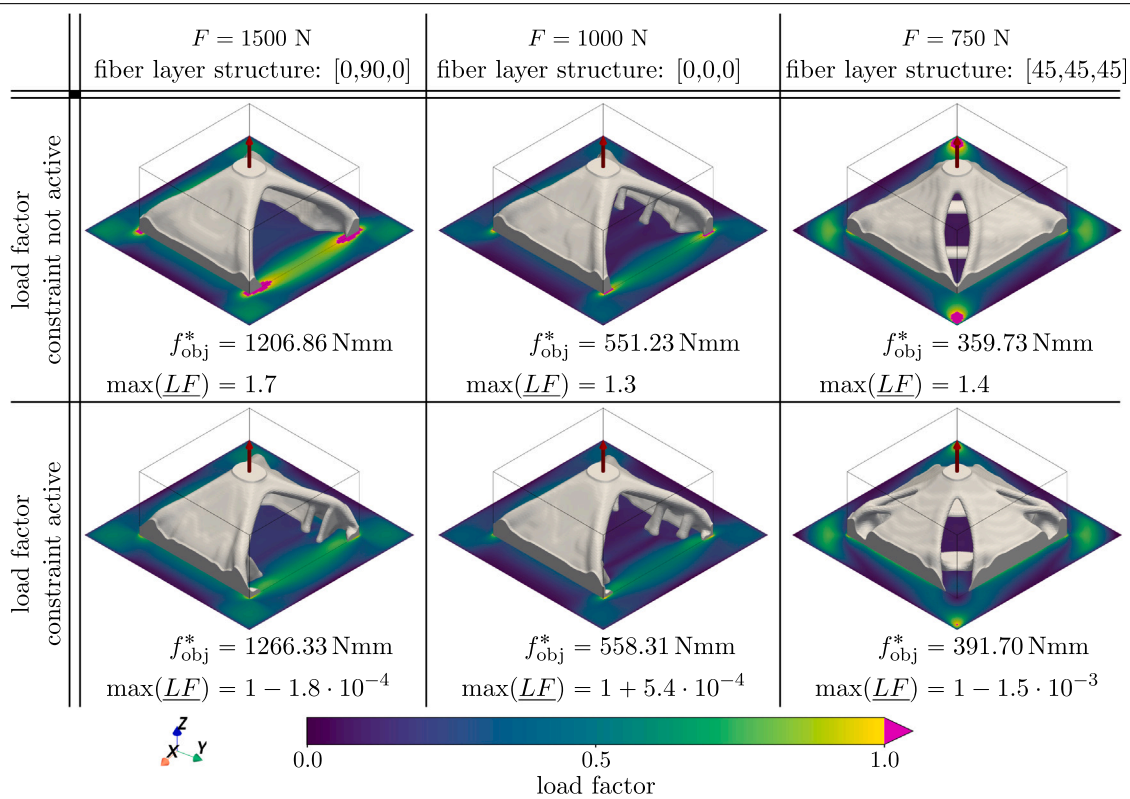 F = 1500 N
fiber layer structure: [0,90,0]
F = 1000 N
fiber layer structure: [0,0,0]
F = 750 N
fiber layer structure: [45,45,45]
load factor
constraint not active
f*obj = 1206.86 Nmm
max(LF) = 1.7
f*obj = 551.23 Nmm
max(LF) = 1.3
f*obj = 359.73 Nmm
max(LF) = 1.4
load factor
constraint active
f*obj = 1266.33 Nmm
max(LF) = 1 − 1.8 · 10⁻⁴
f*obj = 558.31 Nmm
max(LF) = 1 + 5.4 · 10⁻⁴
f*obj = 391.70 Nmm
max(LF) = 1 − 1.5 · 10⁻³
Z
X Y
0.0 0.5 1.0
load factor